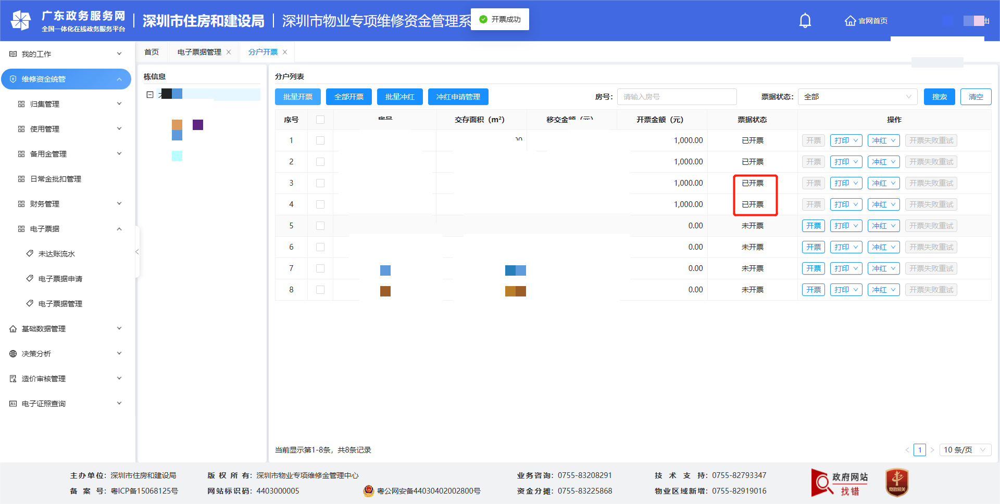 广东政务服务网
全国一体化在线政务服务平台
深圳市住房和建设局
深圳市物业专项维修资金管理系
开票成功
官网首页
出
我的工作
维修资金统管
归集管理
使用管理
备用金管理
日常金批扣管理
财务管理
电子票据
未达账流水
电子票据申请
电子票据管理
基础数据管理
决策分析
造价审核管理
电子证照查询
首页 电子票据管理 分户开票
栋信息
分户列表
批量开票 全部开票 批量冲红 冲红申请管理 房号： 请输入房号 票据状态： 全部 搜索 清空
序号 房号 交存面积（m²） 移交金额（元） 开票金额（元） 票据状态 操作
1 1,000.00 已开票 开票 打印 冲红 开票失败重试
2 1,000.00 已开票 开票 打印 冲红 开票失败重试
3 1,000.00 已开票 开票 打印 冲红 开票失败重试
4 1,000.00 已开票 开票 打印 冲红 开票失败重试
5 0.00 未开票 开票 打印 冲红 开票失败重试
6 0.00 未开票 开票 打印 冲红 开票失败重试
7 0.00 未开票 开票 打印 冲红 开票失败重试
8 0.00 未开票 开票 打印 冲红 开票失败重试
当前显示第1-8条，共8条记录
1 10 条/页
主办单位：深圳市住房和建设局 版权所有：深圳市物业专项维修金管理中心 业务咨询：0755-83208291 技术支持：0755-82793347
备案号：粤ICP备15068125号 网站标识码：4403000005 粤公网安备44030402002800号 资金分摊：0755-83225868 物业区域新增：0755-82919016
政府网站
找错
党政机关